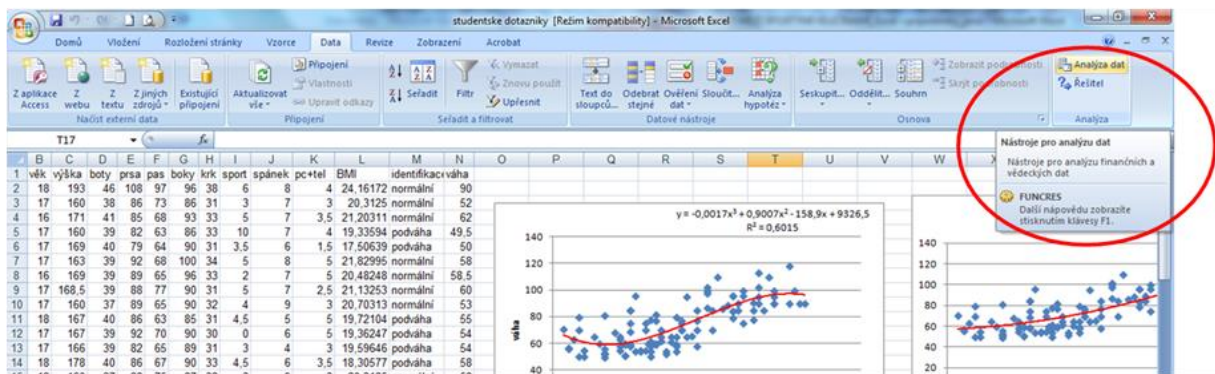 studentske dotazniky [Režim kompatibility] - Microsoft Excel
Domů Vložení Rozložení stránky Vzorce Data Revize Zobrazení Acrobat
Z aplikace Access
Z webu
Z textu
Z jiných zdrojů
Existující připojení
Načíst externí data
Aktualizovat vše
Připojení
Vlastnosti
Upravit odkazy
Připojení
Seřadit
Filtr
Vymazat
Znovu použít
Upřesnit
Seřadit a filtrovat
Text do sloupců...
Odebrat stejné
Ověření dat
Sloučit...
Analýza hypotéz
Datové nástroje
Seskupit...
Oddělit...
Souhrn
Zobrazit podrobnosti
Skrýt podrobnosti
Osnova
Analýza dat
Řešitel
Analýza
T17 fx
Nástroje pro analýzu dat
Nástroje pro analýzu finančních a
vědeckých dat
FUNCRES
Další nápovědu zobrazíte
stisknutím klávesy F1.
B C D E F G H I J K L M N O P Q R S T U V W X
1 věk výška boty prsa pas boky krk sport spánek pc+tel BMI identifikace váha
2 18 193 46 108 97 96 38 6 8 4 24,16172 normální 90
3 17 160 38 86 73 86 31 3 7 3 20,3125 normální 52
4 16 171 41 85 68 93 33 5 7 3,5 21,20311 normální 62
5 17 160 39 82 63 86 33 10 7 4 19,33594 podváha 49,5
6 17 169 40 79 64 90 31 3,5 6 1,5 17,50639 podváha 50
7 17 163 39 92 68 100 34 5 8 5 21,82995 normální 58
8 16 169 39 89 65 96 33 2 7 5 20,48248 normální 58,5
9 17 168,5 39 88 77 90 31 5 7 2,5 21,13253 normální 60
10 17 160 37 89 65 90 32 4 9 3 20,70313 normální 53
11 18 167 40 86 63 85 31 4,5 5 5 19,72104 podváha 55
12 17 167 39 92 70 90 30 0 6 5 19,36247 podváha 54
13 17 166 39 82 65 89 31 3 4 3 19,59646 podváha 54
14 18 178 40 86 67 90 33 4,5 6 3,5 18,30577 podváha 58
y = -0,0017x³ + 0,9007x² - 158,9x + 9326,5
R² = 0,6015
140
120
100
80
60
40
váha
140
120
100
80
60
40
20